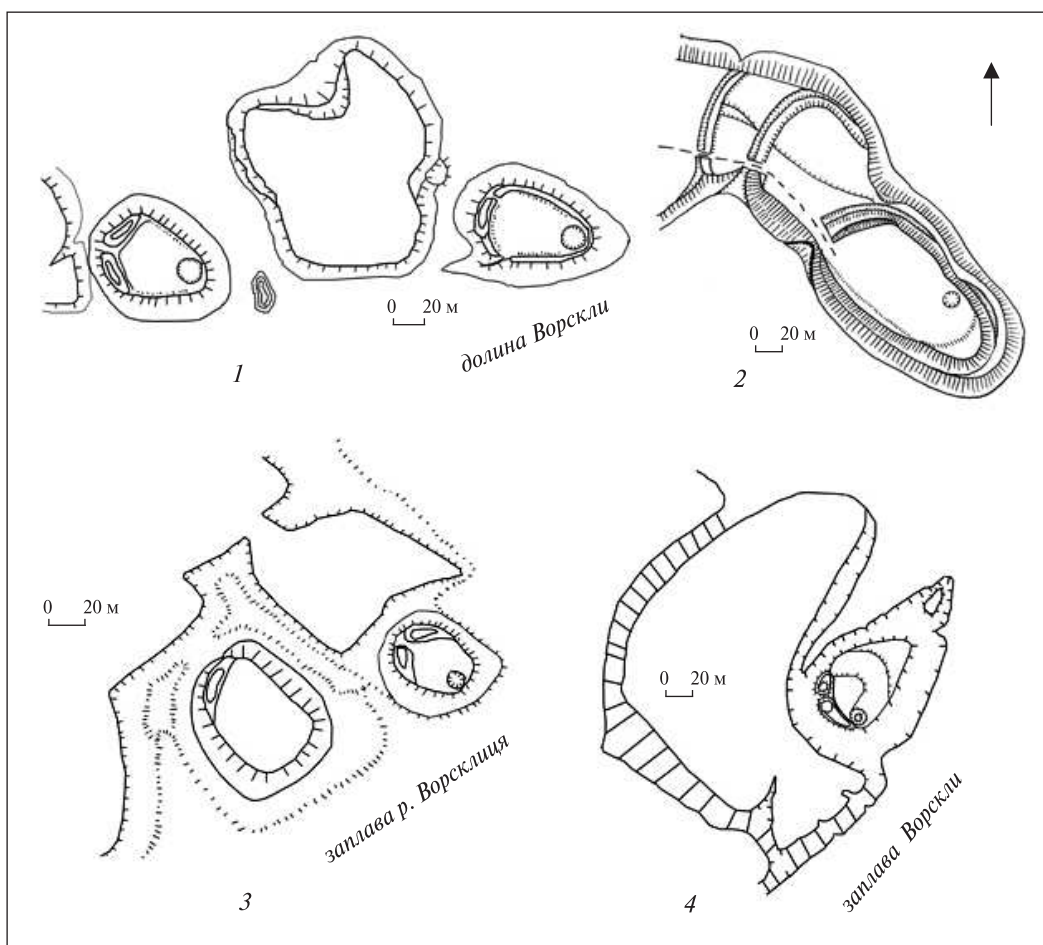 0 20 м
долина Ворскли
1
0 20 м
2
0 20 м
заплава р. Ворсклиця
3
0 20 м
заплава Ворскли
4